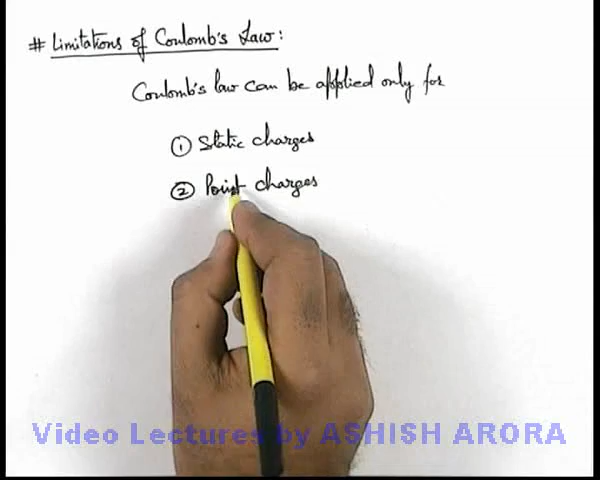 # Limitations of Coulomb's Law:
Coulomb's law can be applied only for
① Static charges
② Point charges
Video Lectures by ASHISH ARORA